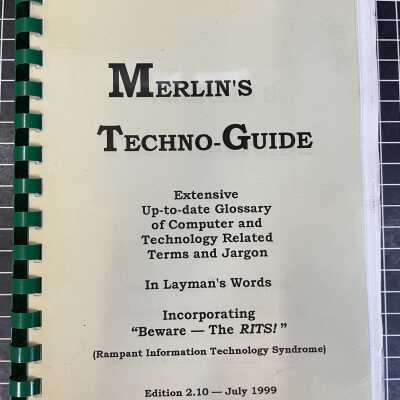 MERLIN'S
TECHNO-GUIDE
Extensive
Up-to-date Glossary
of Computer and
Technology Related
Terms and Jargon
In Layman's Words
Incorporating
"Beware — The RITS!"
(Rampant Information Technology Syndrome)
Edition 2.10 — July 1999